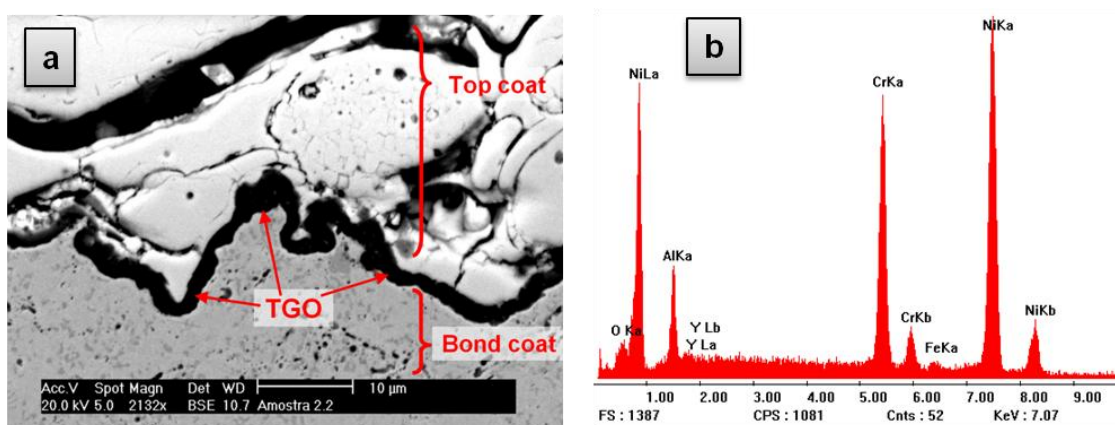 a
Top coat
TGO
Bond coat
Acc.V Spot Magn Det WD 10 µm
20.0 kV 5.0 2132x BSE 10.7 Amostra 2.2
b
NiKa
NiLa
CrKa
AlKa
O Ka
Y Lb
Y La
CrKb
FeKa
NiKb
1.00 2.00 3.00 4.00 5.00 6.00 7.00 8.00 9.00
FS : 1387 CPS : 1081 Cnts : 52 KeV : 7.07